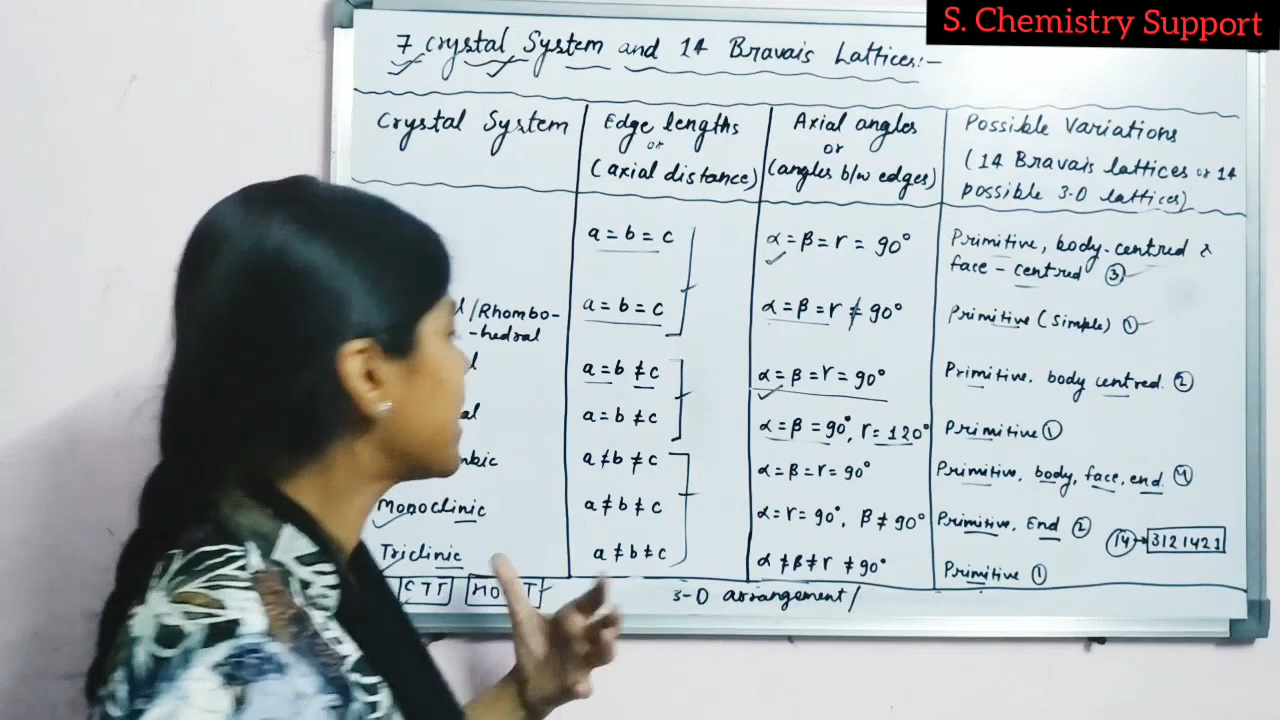 S. Chemistry Support
7 crystal System and 14 Bravais Lattices:-
Crystal System
Edge lengths
or
(axial distance)
Axial angles
or
(angles b/w edges)
Possible Variations
(14 Bravais lattices or 14
possible 3-D lattices)
a = b = c
α = β = r = 90°
Primitive, body-centred &
face-centred ③
/Rhombo-
-hedral
a = b = c
α = β = r ≠ 90°
Primitive (Simple) ①
a = b ≠ c
α = β = r = 90°
Primitive, body centred. ②
a = b ≠ c
α = β = 90°, r = 120°
Primitive ①
a ≠ b ≠ c
α = β = r = 90°
Primitive, body, face, end ④
Monoclinic
a ≠ b ≠ c
α = r = 90°, β ≠ 90°
Primitive, End ②
14 → 3121421
Triclinic
a ≠ b ≠ c
α ≠ β ≠ r ≠ 90°
Primitive ①
CTT
3-D arrangement/